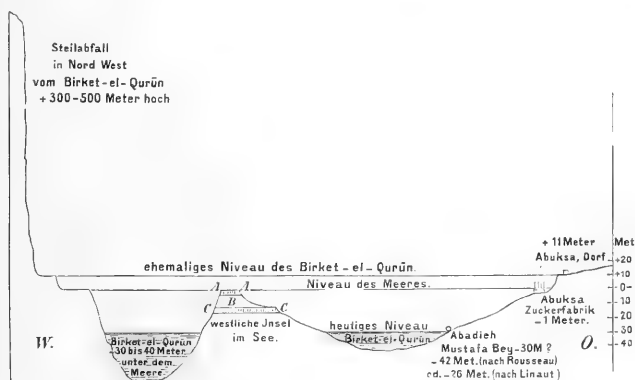 Steilabfall
in Nord West
vom Birket-el-Qurūn
+300-500 Meter hoch
+ 11 Meter
Abuksa, Dorf
Met
+20
+10
-0-
10
20
30
40
ehemaliges Niveau des Birket-el-Qurūn.
Niveau des Meeres.
A A
B
C C
westliche Jnsel
im See.
heutiges Niveau
Birket-el-Qurūn
Abuksa
Zuckerfabrik
-1 Meter.
W.
Birket-el-Qurūn
-30 bis 40 Meter
unter dem
Meere.
Abadieh
Mustafa Bey-30M ?
-42 Met. (nach Rousseau)
od.-26 Met. (nach Linaut)
O.